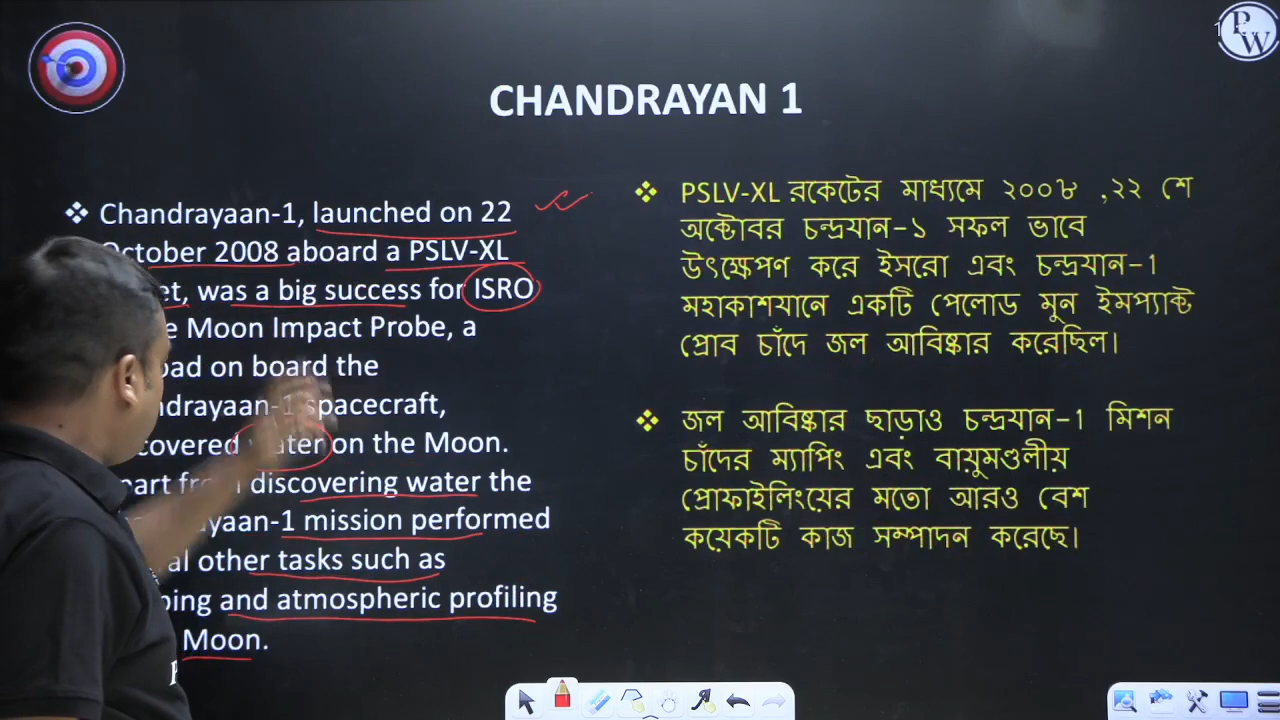 PW
CHANDRAYAN 1
❖ Chandrayaan-1, launched on 22
October 2008 aboard a PSLV-XL
was a big success for ISRO
Moon Impact Probe, a
on board the
spacecraft,
water on the Moon.
discovering water the
mission performed
other tasks such as
and atmospheric profiling
Moon.
❖ PSLV-XL রকেটের মাধ্যমে ২০০৮ ,২২ শে
অক্টোবর চন্দ্রযান-১ সফল ভাবে
উৎক্ষেপণ করে ইসরো এবং চন্দ্রযান-1
মহাকাশযানে একটি পেলোড মুন ইমপ্যাক্ট
প্রোব চাঁদে জল আবিষ্কার করেছিল।
❖ জল আবিষ্কার ছাড়াও চন্দ্রযান-1 মিশন
চাঁদের ম্যাপিং এবং বায়ুমণ্ডলীয়
প্রোফাইলিংয়ের মতো আরও বেশ
কয়েকটি কাজ সম্পাদন করেছে।